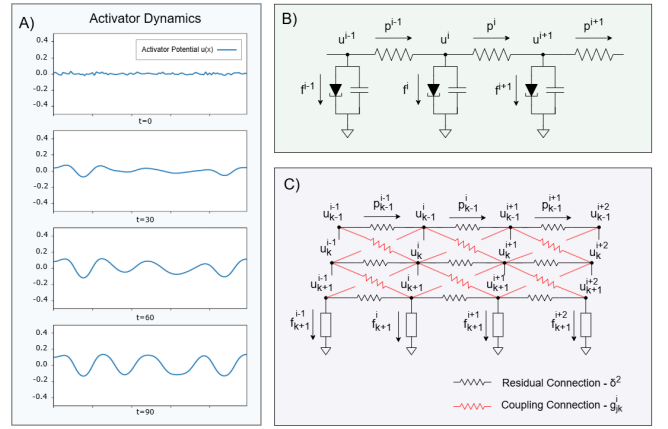 A)
Activator Dynamics
0.4
0.2
0.0
-0.2
-0.4
Activator Potential u(x)
t=0
0.4
0.2
0.0
-0.2
-0.4
t=30
0.4
0.2
0.0
-0.2
-0.4
t=60
0.4
0.2
0.0
-0.2
-0.4
t=90
B)
p^{i-1} p^i p^{i+1}
u^{i-1} u^i u^{i+1}
f^{i-1} f^i f^{i+1}
C)
p_{k-1}^{i-1} p_{k-1}^i p_{k-1}^{i+1}
u_{k-1}^{i-1} u_{k-1}^i u_{k-1}^{i+1} u_{k-1}^{i+2}
u_k^{i-1} u_k^i u_k^{i+1} u_k^{i+2}
u_{k+1}^{i-1} u_{k+1}^i u_{k+1}^{i+1} u_{k+1}^{i+2}
f_{k+1}^{i-1} f_{k+1}^i f_{k+1}^{i+1} f_{k+1}^{i+2}
Residual Connection - δ²
Coupling Connection - g_{jk}^i